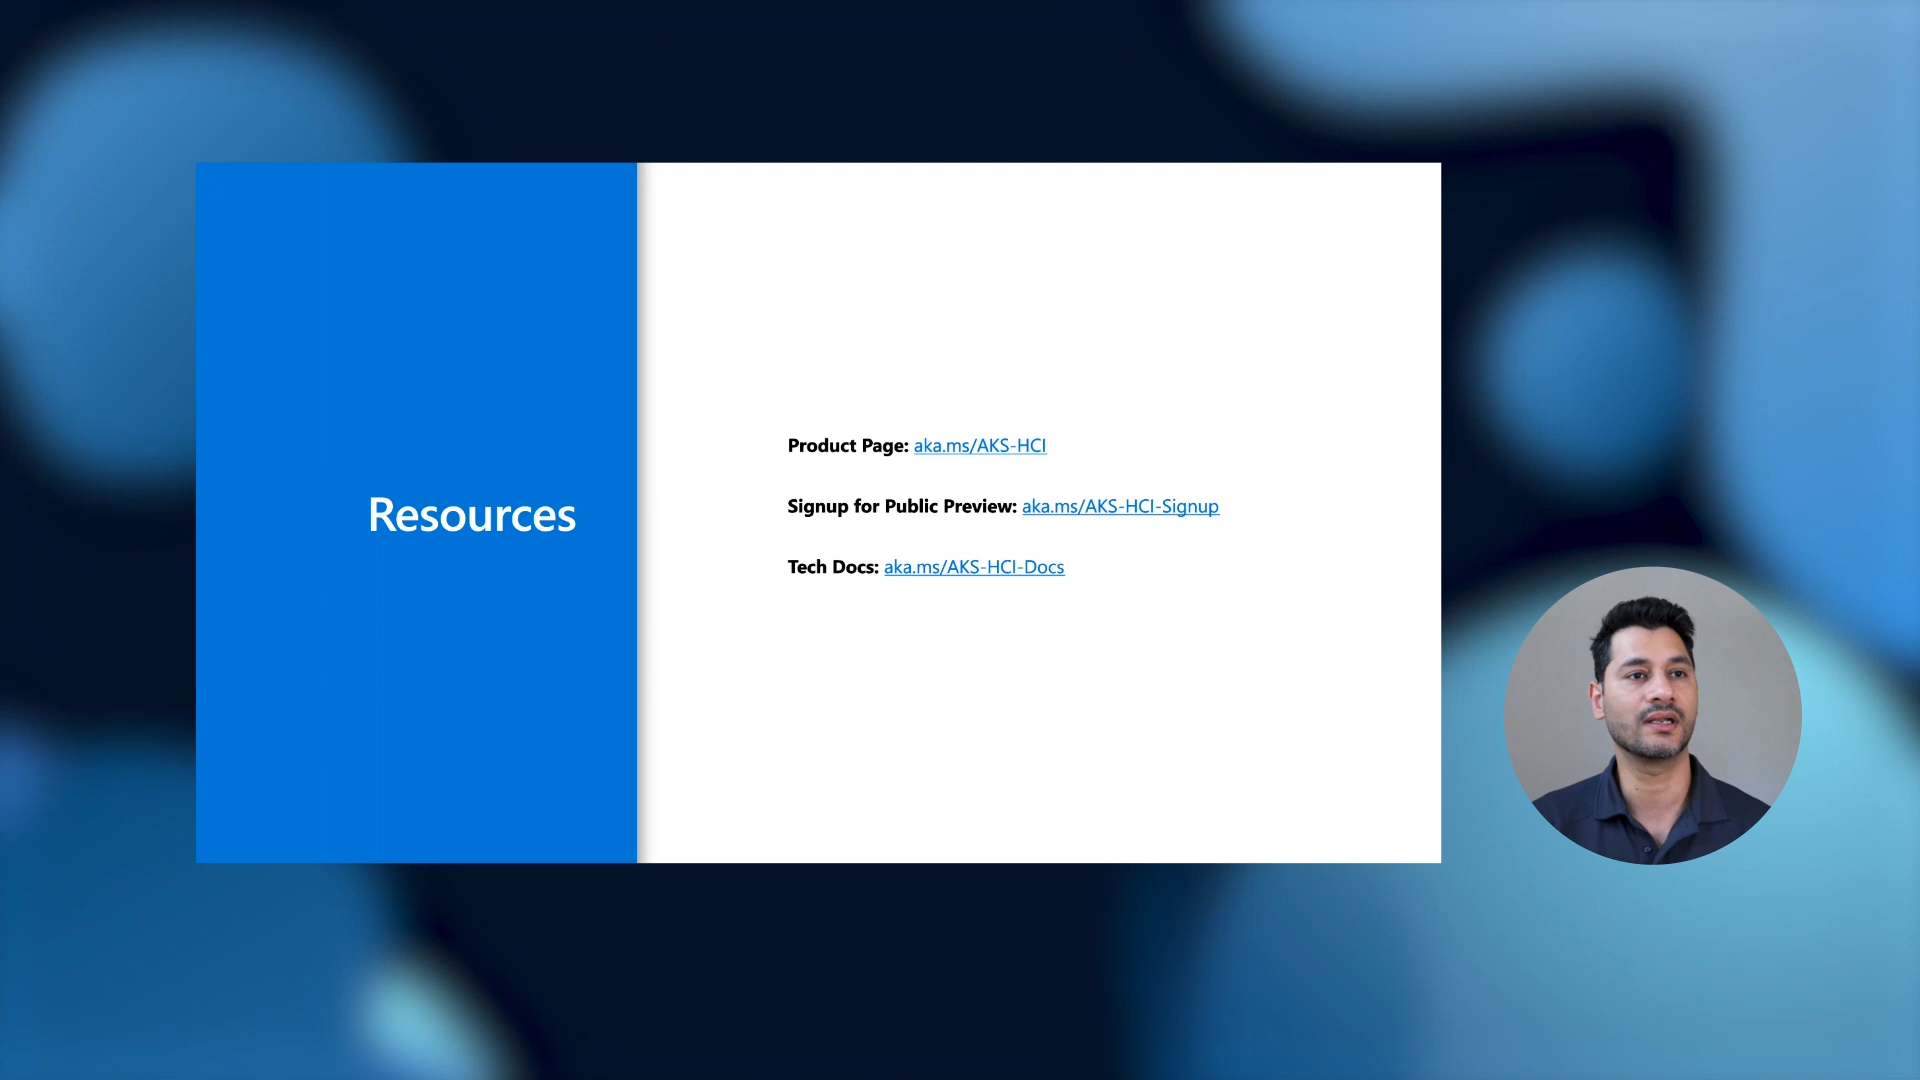 Resources
Product Page: aka.ms/AKS-HCI
Signup for Public Preview: aka.ms/AKS-HCI-Signup
Tech Docs: aka.ms/AKS-HCI-Docs